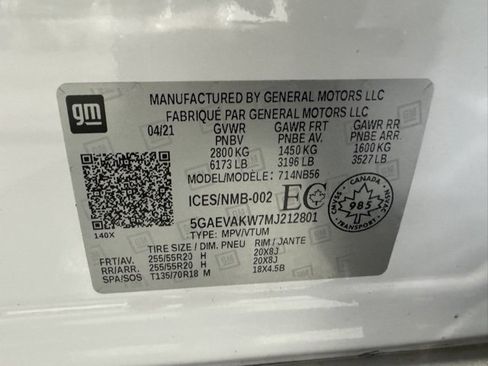 gm
MANUFACTURED BY GENERAL MOTORS LLC
FABRIQUÉ PAR GENERAL MOTORS LLC
04/21 GVWR GAWR FRT GAWR RR
PNBV PNBE AV. PNBE ARR.
2800 KG 1450 KG 1600 KG
6173 LB 3196 LB 3527 LB
MODEL/MODÈLE: 714NB56
ICES/NMB-002 EC
CANADA
CMVSS NSVAC
985
TRANSPORT
5GAEVAKW7MJ212801
TYPE: MPV/VTUM
140X
TIRE SIZE / DIM. PNEU RIM / JANTE
FRT/AV. 255/55R20 H 20X8J
RR/ARR. 255/55R20 H 20X8J
SPA/SOS T135/70R18 M 18X4.5B